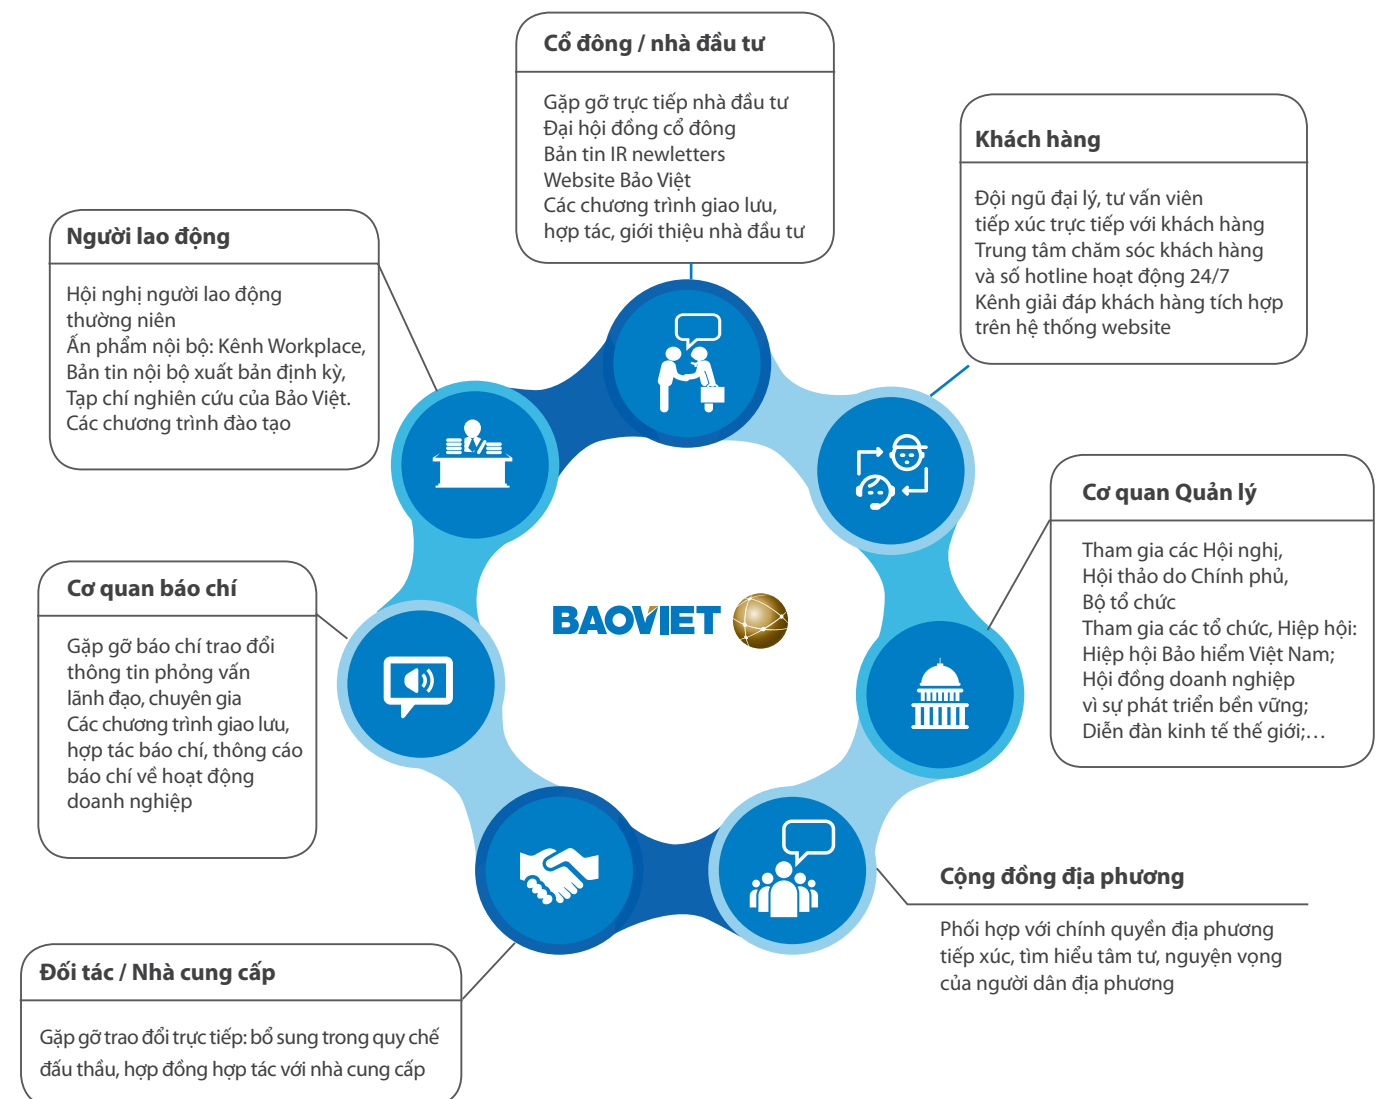 Cổ đông / nhà đầu tư
Gặp gỡ trực tiếp nhà đầu tư
Đại hội đồng cổ đông
Bản tin IR newletters
Website Bảo Việt
Các chương trình giao lưu,
hợp tác, giới thiệu nhà đầu tư
Khách hàng
Đội ngũ đại lý, tư vấn viên
tiếp xúc trực tiếp với khách hàng
Trung tâm chăm sóc khách hàng
và số hotline hoạt động 24/7
Kênh giải đáp khách hàng tích hợp
trên hệ thống website
Người lao động
Hội nghị người lao động
thường niên
Ấn phẩm nội bộ: Kênh Workplace,
Bản tin nội bộ xuất bản định kỳ,
Tạp chí nghiên cứu của Bảo Việt.
Các chương trình đào tạo
Cơ quan Quản lý
Tham gia các Hội nghị,
Hội thảo do Chính phủ,
Bộ tổ chức
Tham gia các tổ chức, Hiệp hội:
Hiệp hội Bảo hiểm Việt Nam;
Hội đồng doanh nghiệp
vì sự phát triển bền vững;
Diễn đàn kinh tế thế giới;…
Cơ quan báo chí
Gặp gỡ báo chí trao đổi
thông tin phỏng vấn
lãnh đạo, chuyên gia
Các chương trình giao lưu,
hợp tác báo chí, thông cáo
báo chí về hoạt động
doanh nghiệp
BAOVIET
Cộng đồng địa phương
Phối hợp với chính quyền địa phương
tiếp xúc, tìm hiểu tâm tư, nguyện vọng
của người dân địa phương
Đối tác / Nhà cung cấp
Gặp gỡ trao đổi trực tiếp: bổ sung trong quy chế
đấu thầu, hợp đồng hợp tác với nhà cung cấp